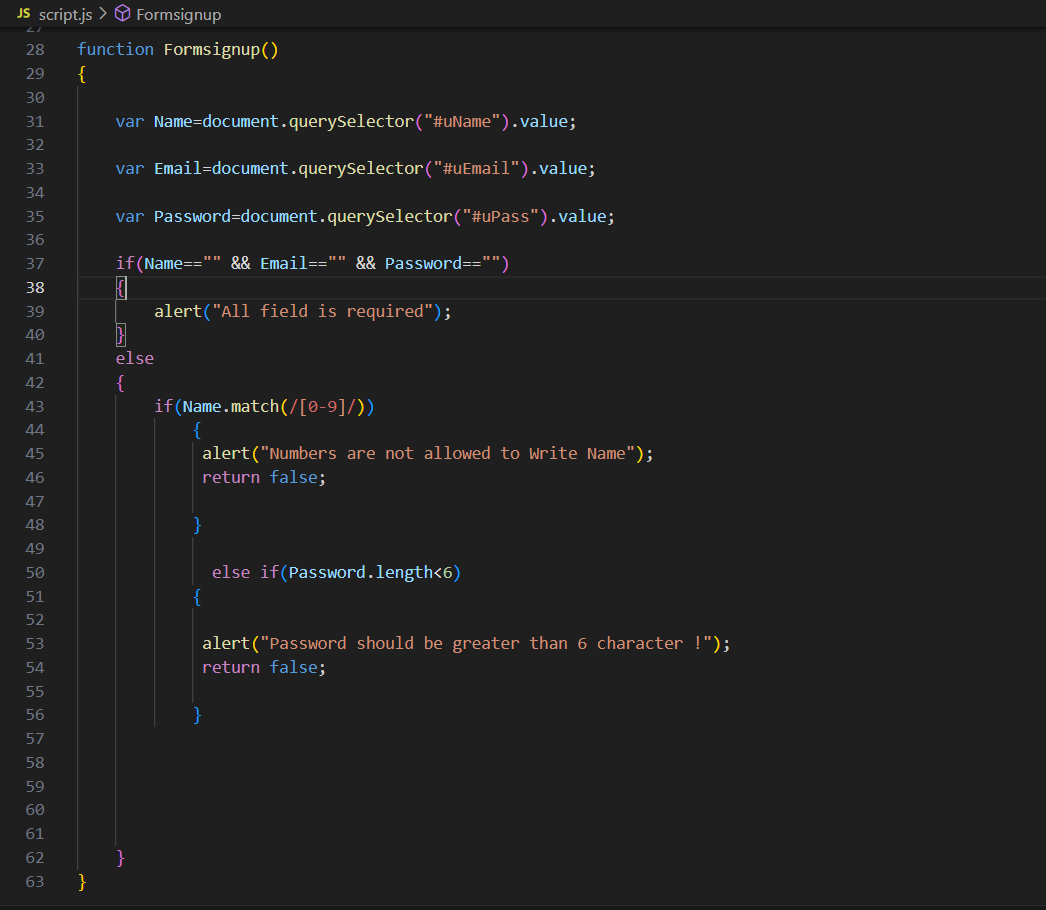 JS script.js > Formsignup
27
28 function Formsignup()
29 {
30
31 var Name=document.querySelector("#uName").value;
32
33 var Email=document.querySelector("#uEmail").value;
34
35 var Password=document.querySelector("#uPass").value;
36
37 if(Name=="" && Email=="" && Password=="")
38 {
39 alert("All field is required");
40 }
41 else
42 {
43 if(Name.match(/[0-9]/))
44 {
45 alert("Numbers are not allowed to Write Name");
46 return false;
47
48 }
49
50 else if(Password.length<6)
51 {
52
53 alert("Password should be greater than 6 character !");
54 return false;
55
56 }
57
58
59
60
61
62 }
63 }